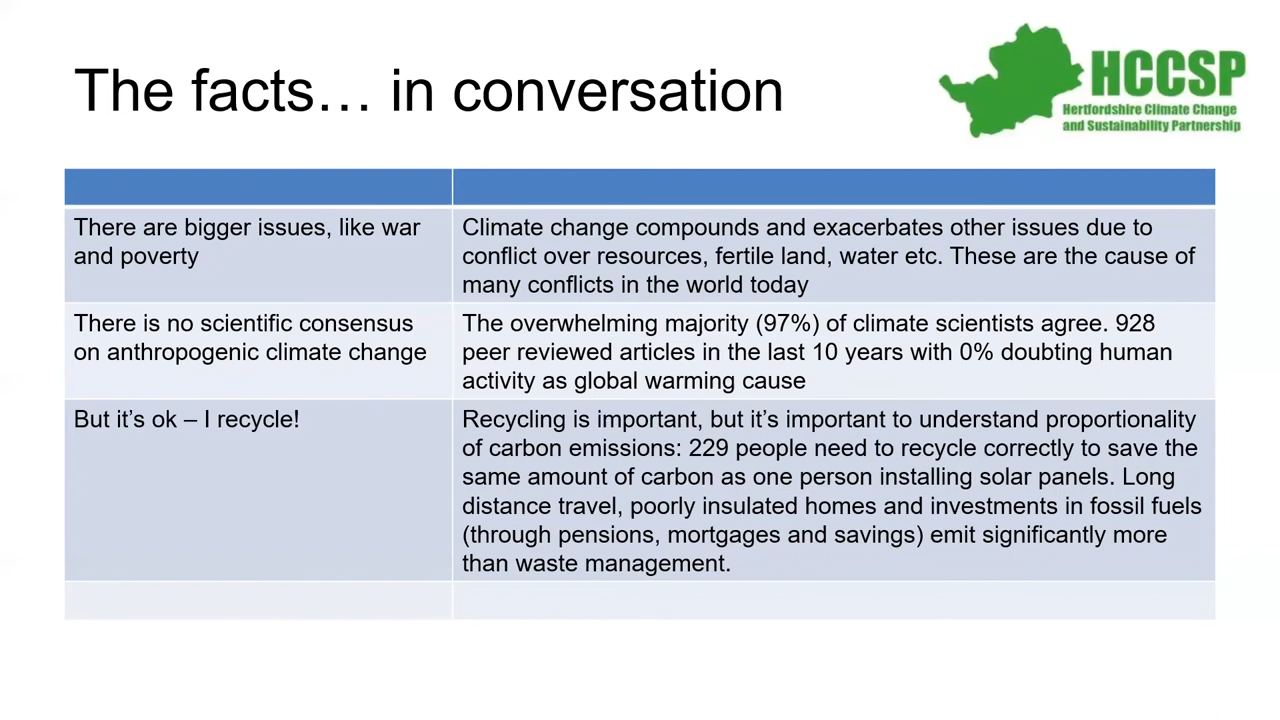 The facts… in conversation
HCCSP
Hertfordshire Climate Change
and Sustainability Partnership
There are bigger issues, like war
and poverty
Climate change compounds and exacerbates other issues due to
conflict over resources, fertile land, water etc. These are the cause of
many conflicts in the world today
There is no scientific consensus
on anthropogenic climate change
The overwhelming majority (97%) of climate scientists agree. 928
peer reviewed articles in the last 10 years with 0% doubting human
activity as global warming cause
But it’s ok – I recycle!
Recycling is important, but it’s important to understand proportionality
of carbon emissions: 229 people need to recycle correctly to save the
same amount of carbon as one person installing solar panels. Long
distance travel, poorly insulated homes and investments in fossil fuels
(through pensions, mortgages and savings) emit significantly more
than waste management.